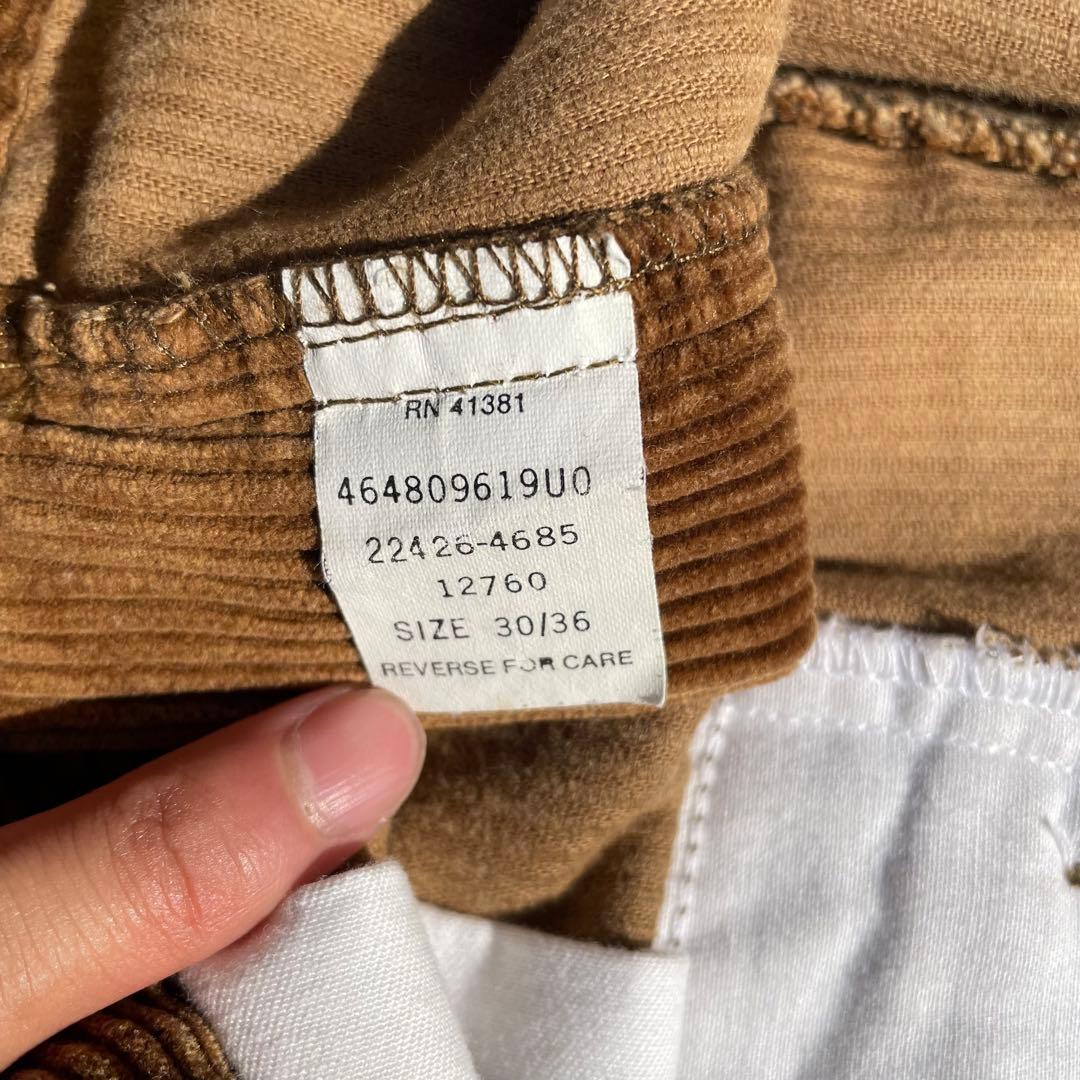 RN 41381
464809619U0
22426-4685
12760
SIZE 30/36
REVERSE FOR CARE